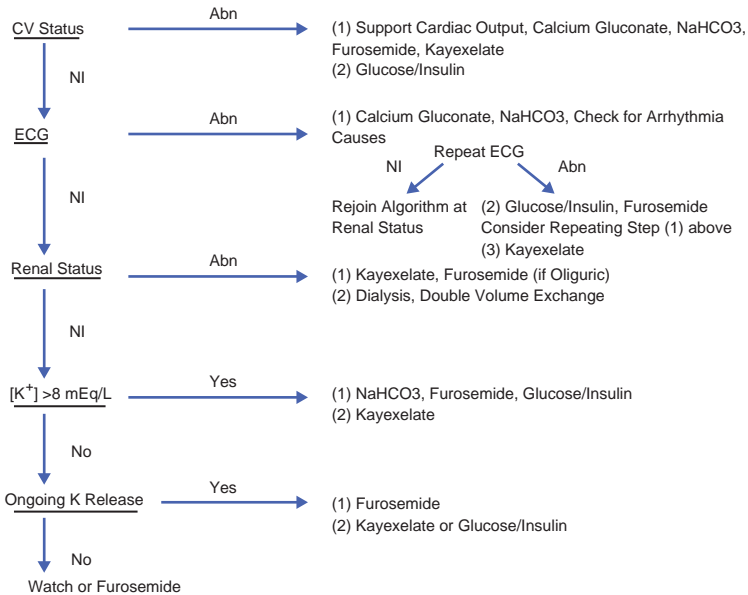 CV Status
Abn
(1) Support Cardiac Output, Calcium Gluconate, NaHCO3,
Furosemide, Kayexelate
(2) Glucose/Insulin
Nl
ECG
Abn
(1) Calcium Gluconate, NaHCO3, Check for Arrhythmia
Causes
Repeat ECG
Nl
Abn
Rejoin Algorithm at
Renal Status
(2) Glucose/Insulin, Furosemide
Consider Repeating Step (1) above
(3) Kayexelate
Nl
Renal Status
Abn
(1) Kayexelate, Furosemide (if Oliguric)
(2) Dialysis, Double Volume Exchange
Nl
[K+] >8 mEq/L
Yes
(1) NaHCO3, Furosemide, Glucose/Insulin
(2) Kayexelate
No
Ongoing K Release
Yes
(1) Furosemide
(2) Kayexelate or Glucose/Insulin
No
Watch or Furosemide